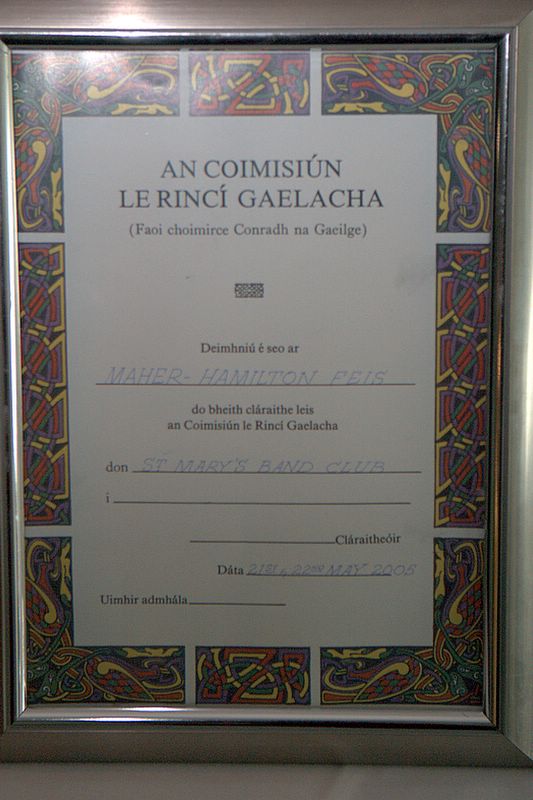 AN COIMISIÚN
LE RINCÍ GAELACHA
(Faoi choimirce Conradh na Gaeilge)
Deimhniú é seo ar
MAHER-HAMILTON FEIS
do bheith cláraithe leis
an Coimisiún le Rincí Gaelacha
don ST MARY'S BAND CLUB
í
Cláraitheóir
Dáta 21ST & 22ND MAY 2005
Uimhir admhála